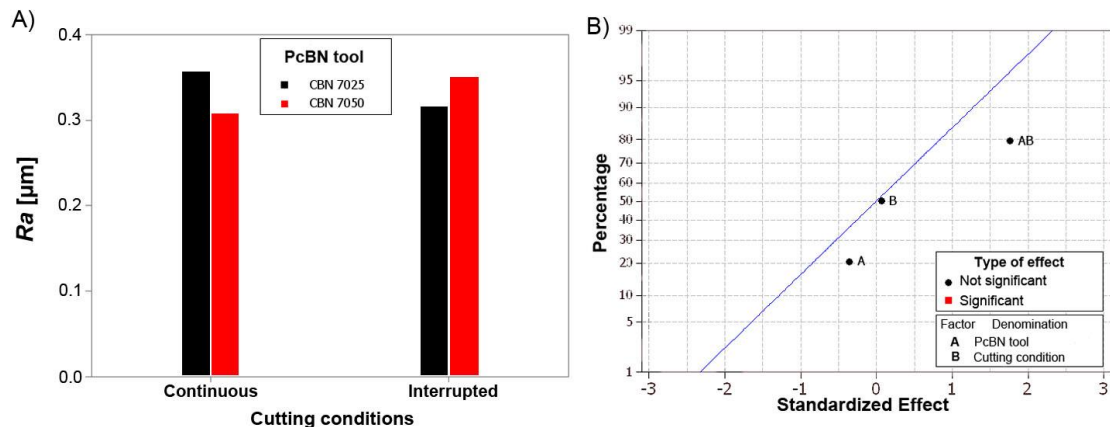 A)
0.4
0.3
0.2
0.1
0.0
Ra [µm]
PcBN tool
CBN 7025
CBN 7050
Continuous
Interrupted
Cutting conditions
B)
99
95
90
80
70
60
50
40
30
20
10
5
1
Percentage
AB
B
A
Type of effect
Not significant
Significant
Factor Denomination
A PcBN tool
B Cutting condition
-3 -2 -1 0 1 2 3
Standardized Effect